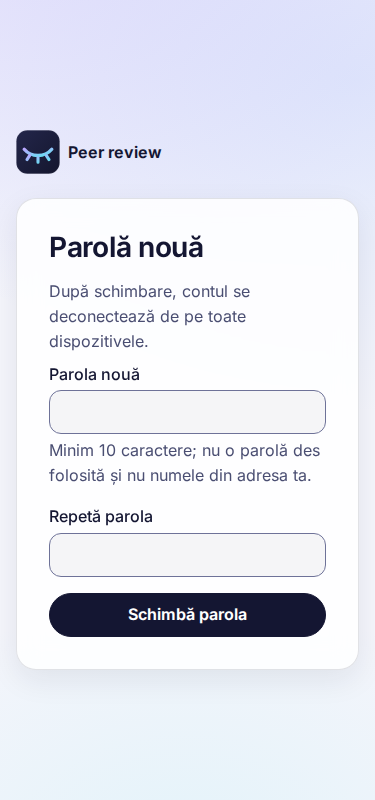 Peer review
Parolă nouă
După schimbare, contul se
deconectează de pe toate
dispozitivele.
Parola nouă
Minim 10 caractere; nu o parolă des
folosită și nu numele din adresa ta.
Repetă parola
Schimbă parola